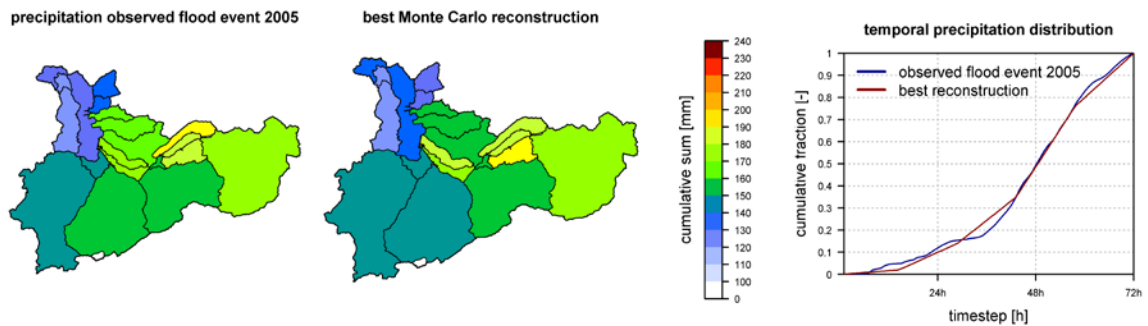 precipitation observed flood event 2005
best Monte Carlo reconstruction
cumulative sum [mm]
240
230
220
210
200
190
180
170
160
150
140
130
120
110
100
0
temporal precipitation distribution
observed flood event 2005
best reconstruction
cumulative fraction [-]
1
0.9
0.8
0.7
0.6
0.5
0.4
0.3
0.2
0.1
0
24h
48h
72h
timestep [h]